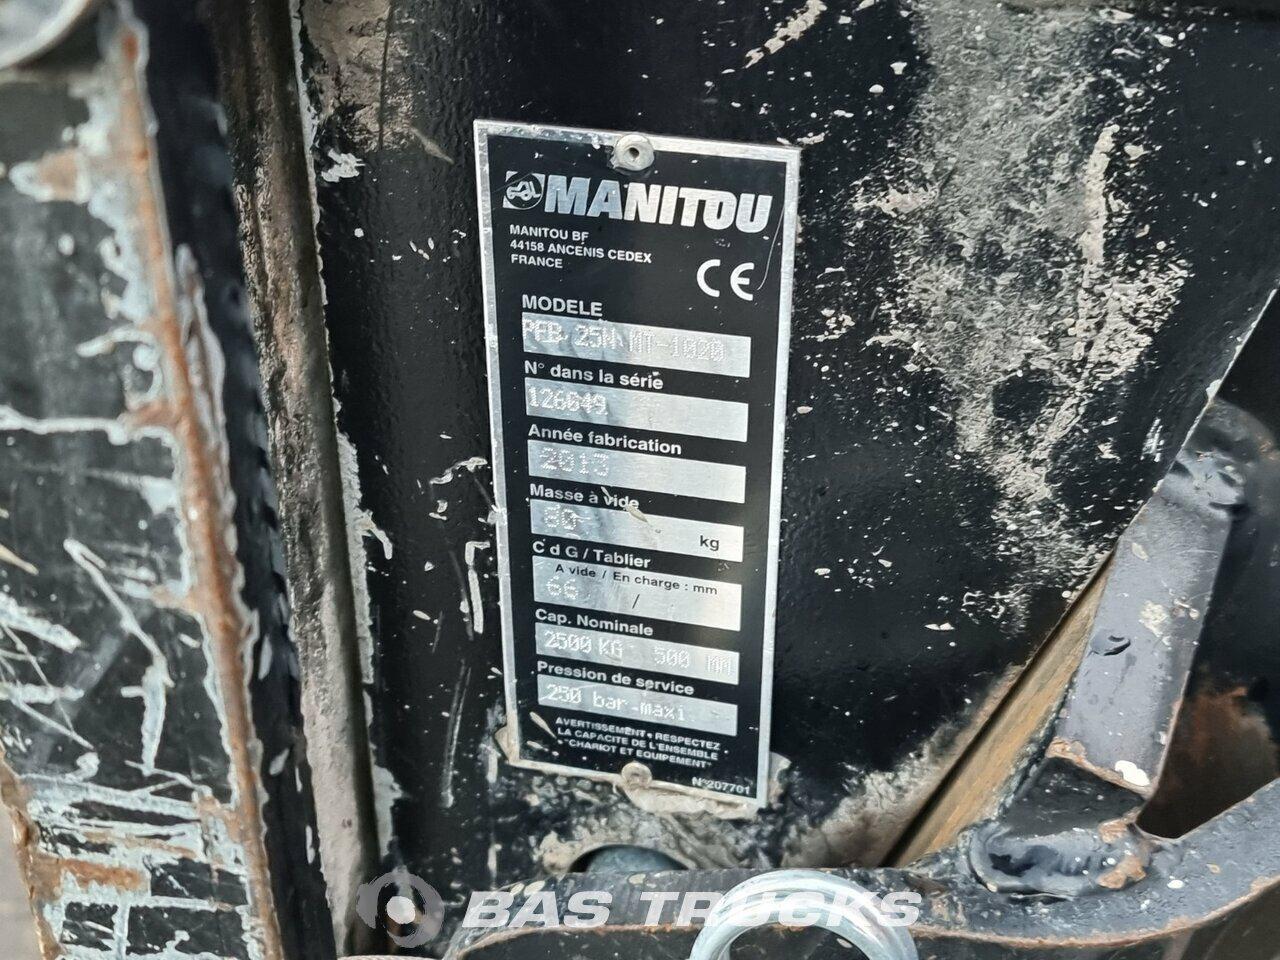 MANITOU
MANITOU BF
44158 ANCENIS CEDEX
FRANCE
CE
MODELE
PFB 25N MT-1020
N° dans la série
126049
Année fabrication
2013
Masse à vide
80 kg
C d G / Tablier
A vide / En charge : mm
66 /
Cap. Nominale
2500 KG 500 MM
Pression de service
250 bar maxi
AVERTISSEMENT - RESPECTEZ
LA CAPACITE DE L'ENSEMBLE
"CHARIOT ET EQUIPEMENT"
N°207701
BAS TRUCKS